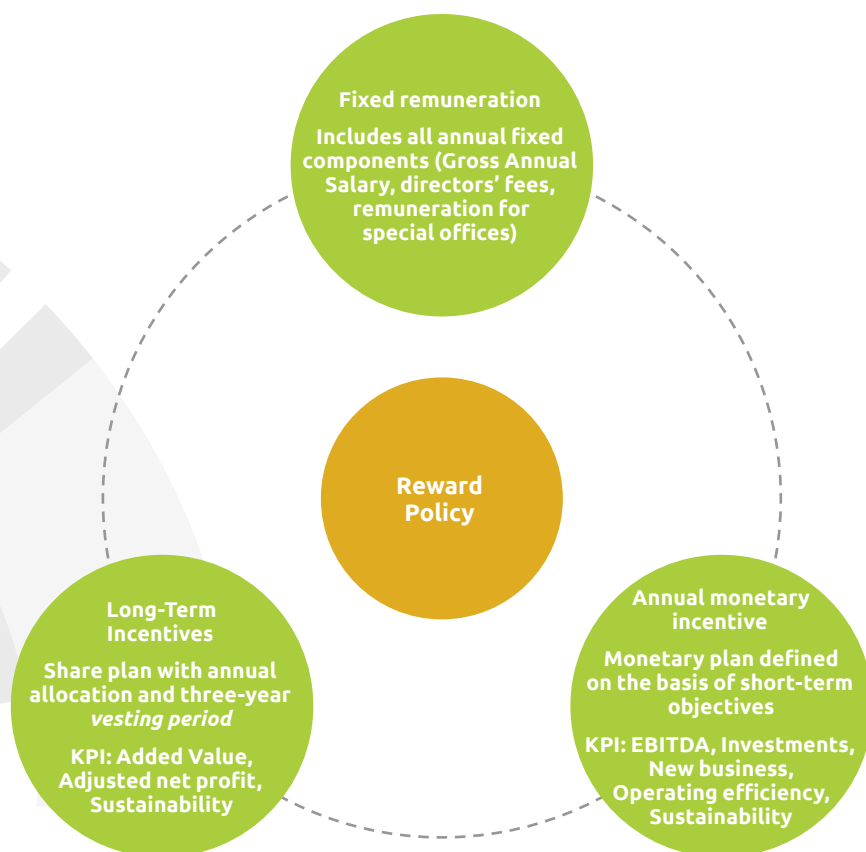 Fixed remuneration
Includes all annual fixed
components (Gross Annual
Salary, directors’ fees,
remuneration for
special offices)
Reward
Policy
Long-Term
Incentives
Share plan with annual
allocation and three-year
vesting period
KPI: Added Value,
Adjusted net profit,
Sustainability
Annual monetary
incentive
Monetary plan defined
on the basis of short-term
objectives
KPI: EBITDA, Investments,
New business,
Operating efficiency,
Sustainability